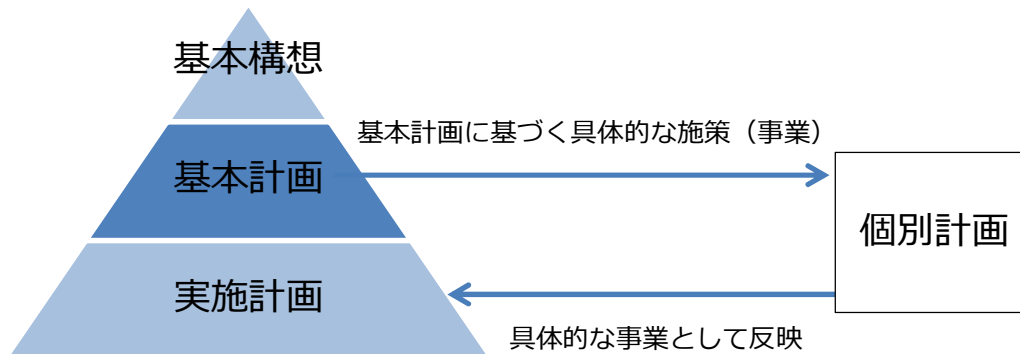 基本構想
基本計画に基づく具体的な施策（事業）
基本計画
個別計画
実施計画
具体的な事業として反映